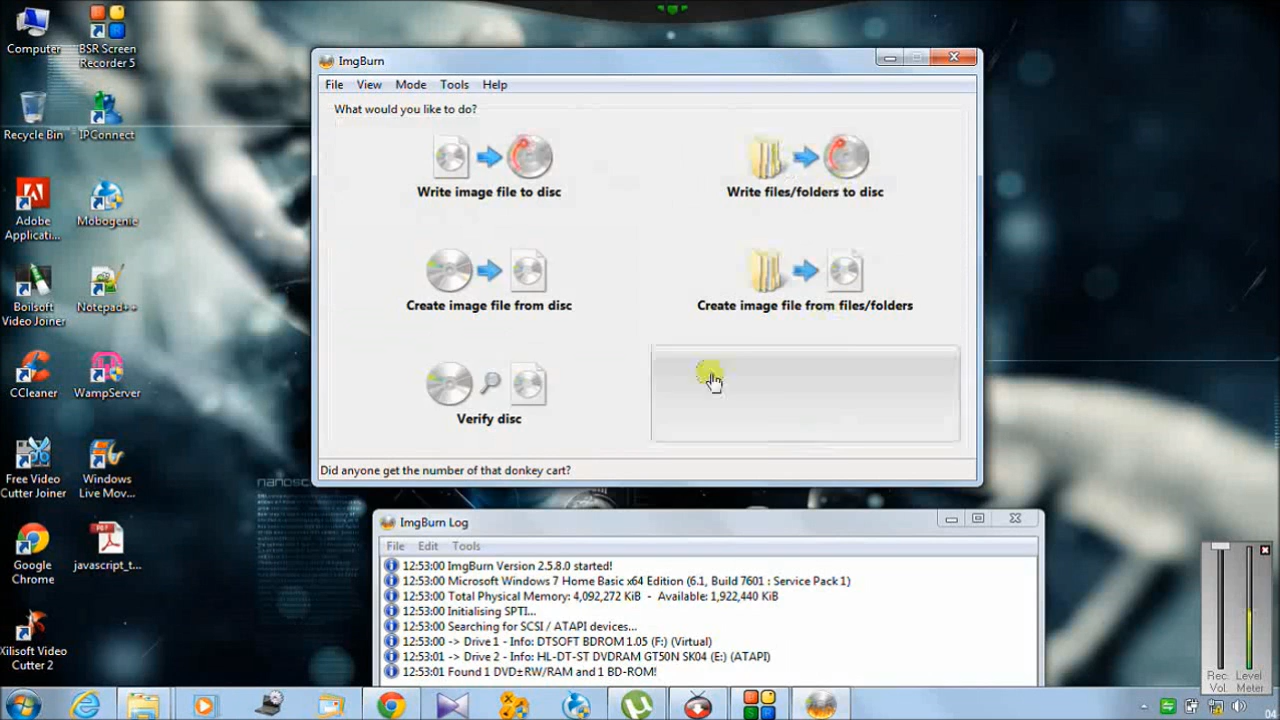 Computer
BSR Screen
Recorder 5
Recycle Bin
IPConnect
Adobe
Applicati...
Mobogenie
Boilsoft
Video Joiner
Notepad++
CCleaner
WampServer
Free Video
Cutter Joiner
Windows
Live Mov...
Google
Chrome
PDF
javascript_t...
Xilisoft Video
Cutter 2
nanosc
ImgBurn
File View Mode Tools Help
What would you like to do?
Write image file to disc
Write files/folders to disc
Create image file from disc
Create image file from files/folders
Verify disc
Did anyone get the number of that donkey cart?
ImgBurn Log
File Edit Tools
12:53:00 ImgBurn Version 2.5.8.0 started!
12:53:00 Microsoft Windows 7 Home Basic x64 Edition (6.1, Build 7601 : Service Pack 1)
12:53:00 Total Physical Memory: 4,092,272 KiB - Available: 1,922,440 KiB
12:53:00 Initialising SPTI...
12:53:00 Searching for SCSI / ATAPI devices...
12:53:00 -> Drive 1 - Info: DTSOFT BDROM 1.05 (F:) (Virtual)
12:53:01 -> Drive 2 - Info: HL-DT-ST DVDRAM GT50N SK04 (E:) (ATAPI)
12:53:01 Found 1 DVD±RW/RAM and 1 BD-ROM!
Rec. Level
Vol. Meter
04